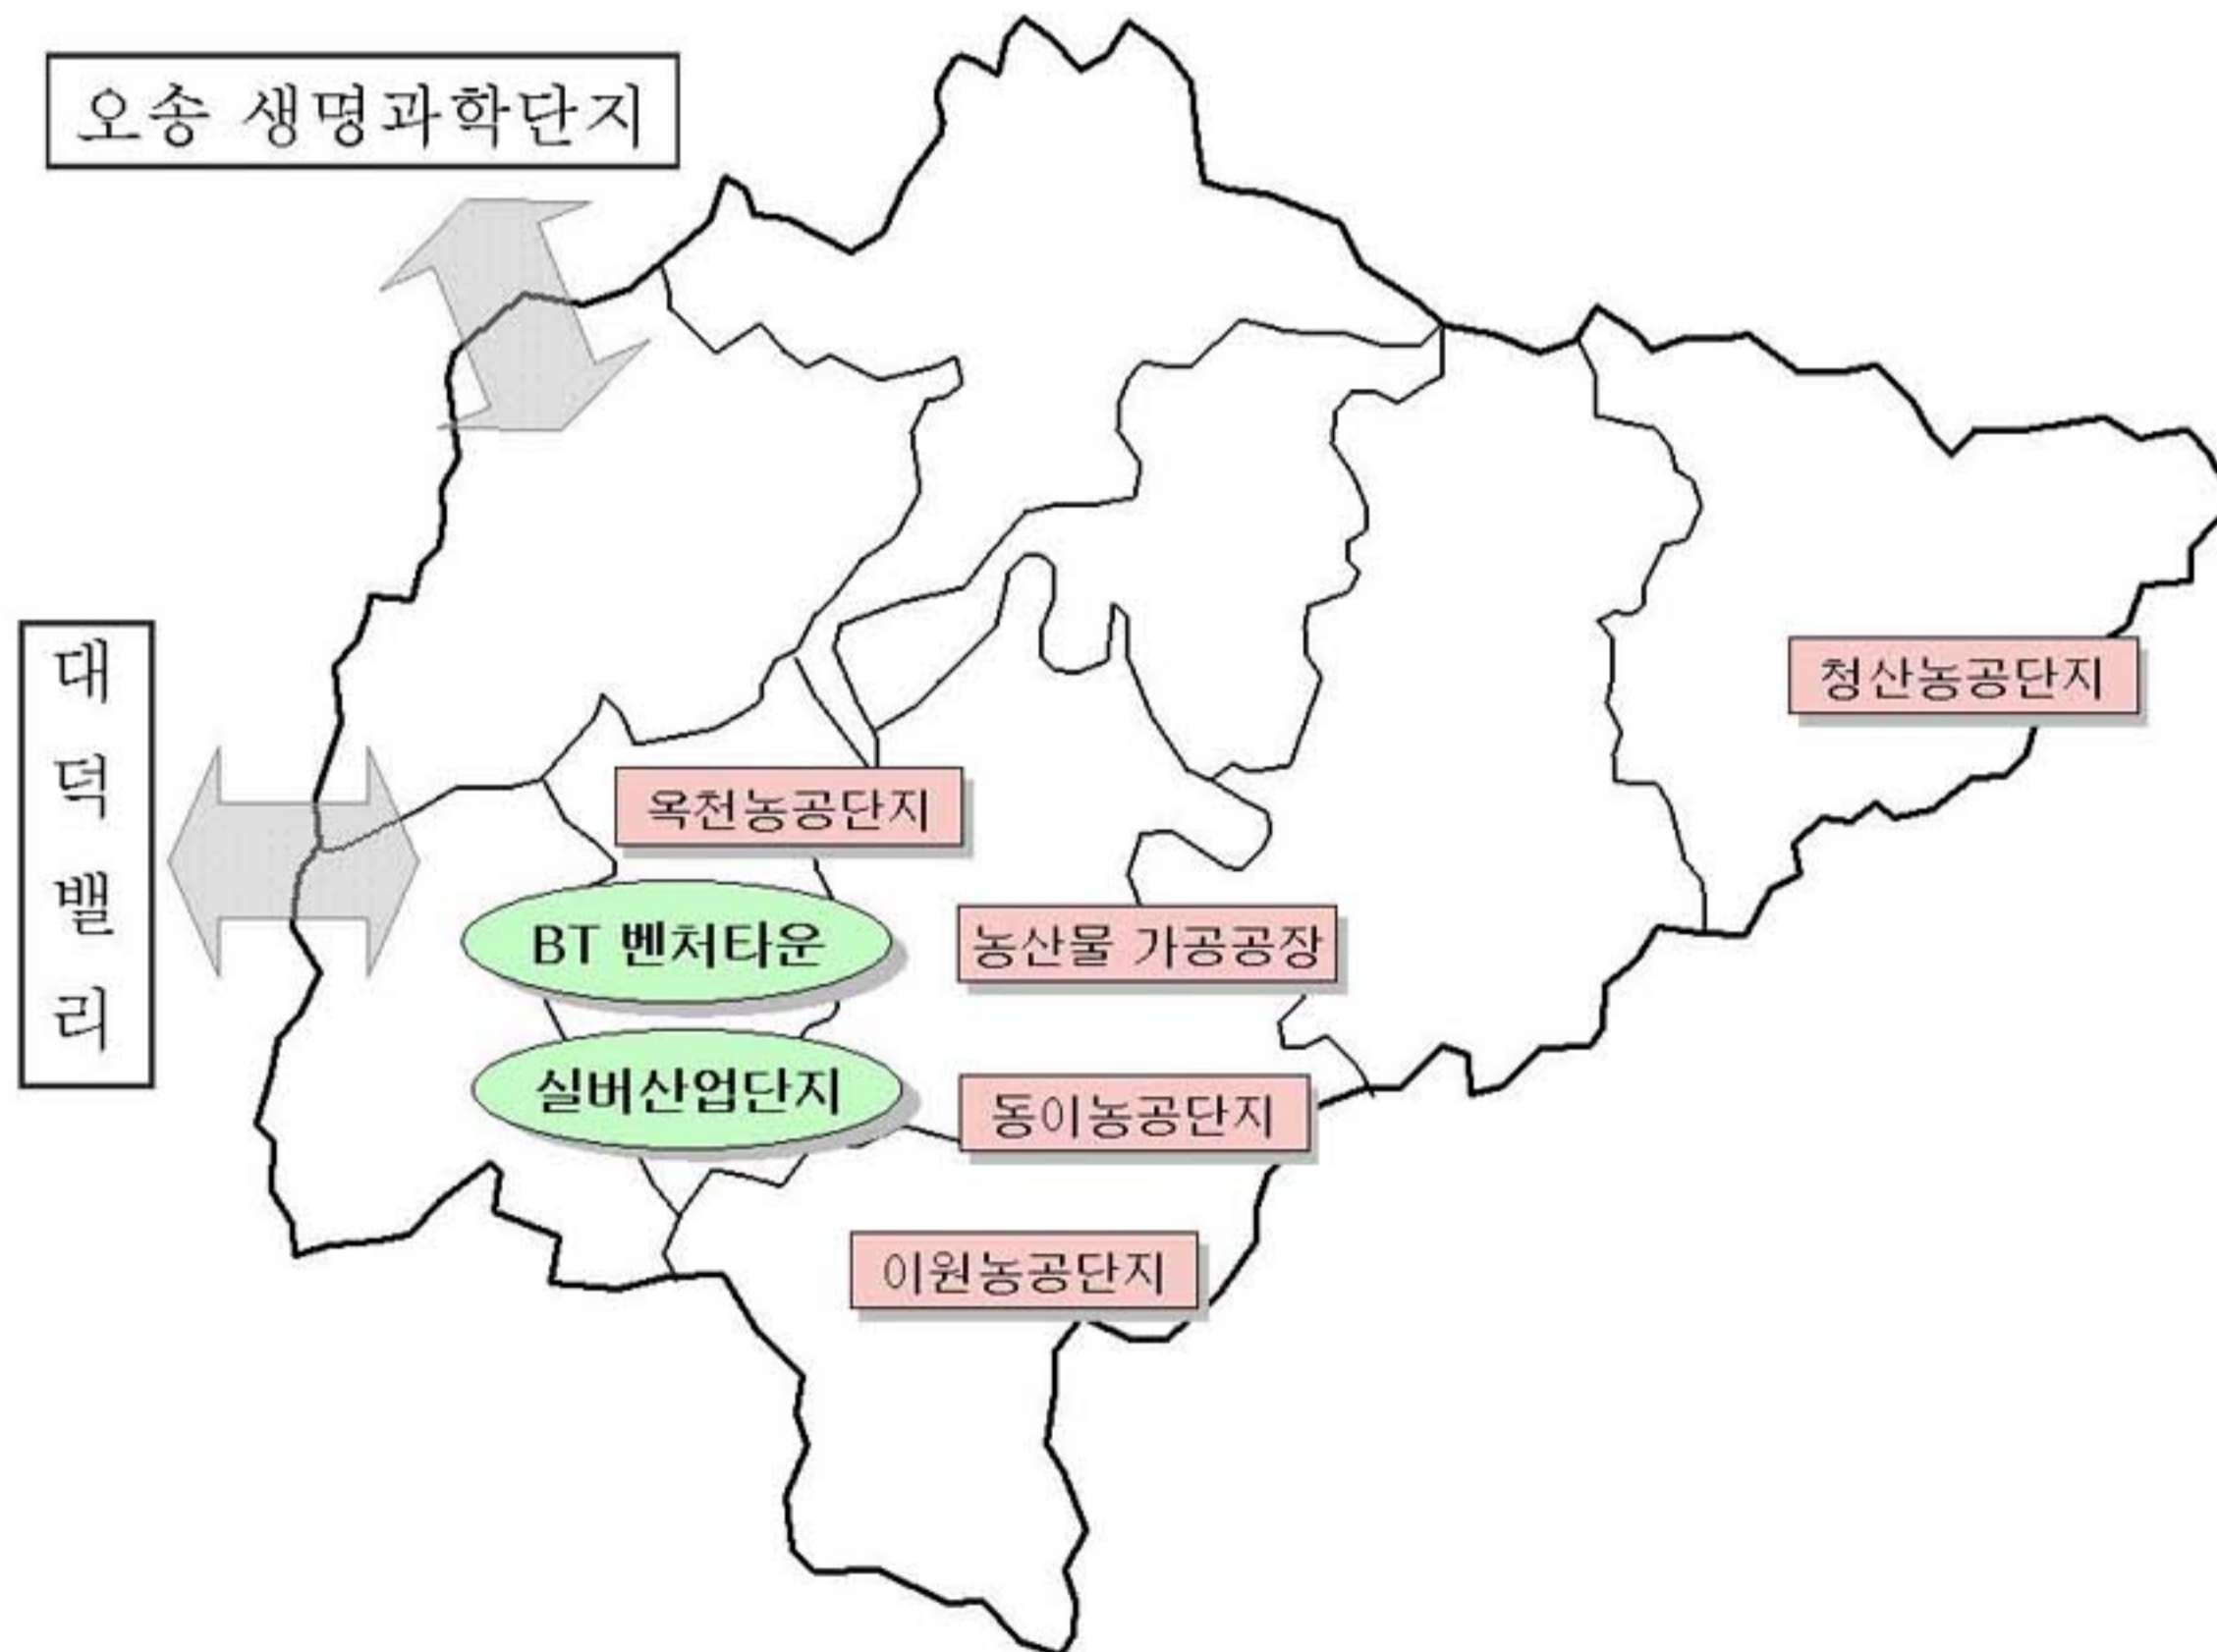 오송 생명과학단지
대덕밸리
청산농공단지
옥천농공단지
BT 벤처타운
농산물 가공공장
실버산업단지
동이농공단지
이원농공단지